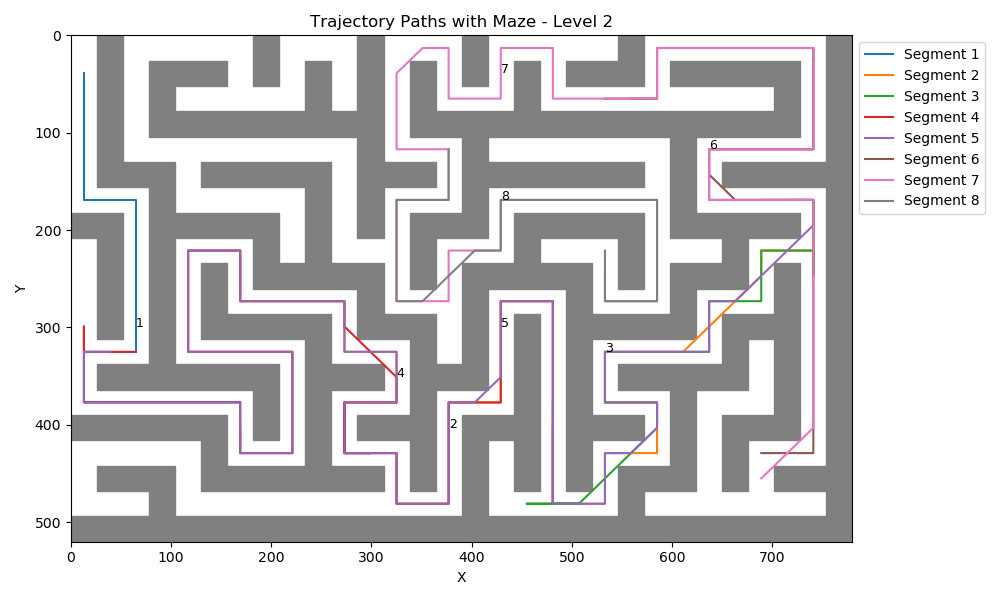 Trajectory Paths with Maze - Level 2
0
100
200
300
400
500
Y
0
100
200
300
400
500
600
700
X
1
2
3
4
5
6
7
8
Segment 1
Segment 2
Segment 3
Segment 4
Segment 5
Segment 6
Segment 7
Segment 8